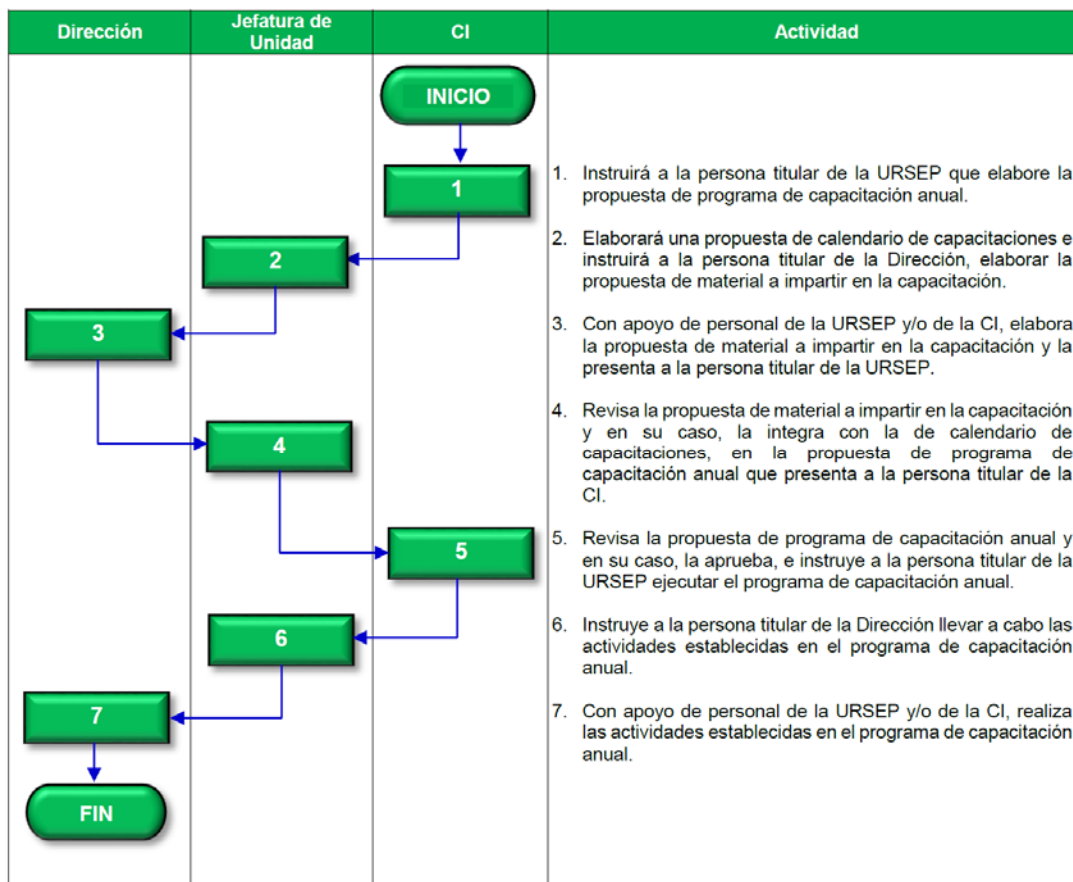 Dirección
Jefatura de
Unidad
CI
Actividad
INICIO
1
1. Instruirá a la persona titular de la URSEP que elabore la
propuesta de programa de capacitación anual.
2
2. Elaborará una propuesta de calendario de capacitaciones e
instruirá a la persona titular de la Dirección, elaborar la
propuesta de material a impartir en la capacitación.
3
3. Con apoyo de personal de la URSEP y/o de la CI, elabora
la propuesta de material a impartir en la capacitación y la
presenta a la persona titular de la URSEP.
4
4. Revisa la propuesta de material a impartir en la capacitación
y en su caso, la integra con la de calendario de
capacitaciones, en la propuesta de programa de
capacitación anual que presenta a la persona titular de la
CI.
5
5. Revisa la propuesta de programa de capacitación anual y
en su caso, la aprueba, e instruye a la persona titular de la
URSEP ejecutar el programa de capacitación anual.
6
6. Instruye a la persona titular de la Dirección llevar a cabo las
actividades establecidas en el programa de capacitación
anual.
7
7. Con apoyo de personal de la URSEP y/o de la CI, realiza
las actividades establecidas en el programa de capacitación
anual.
FIN